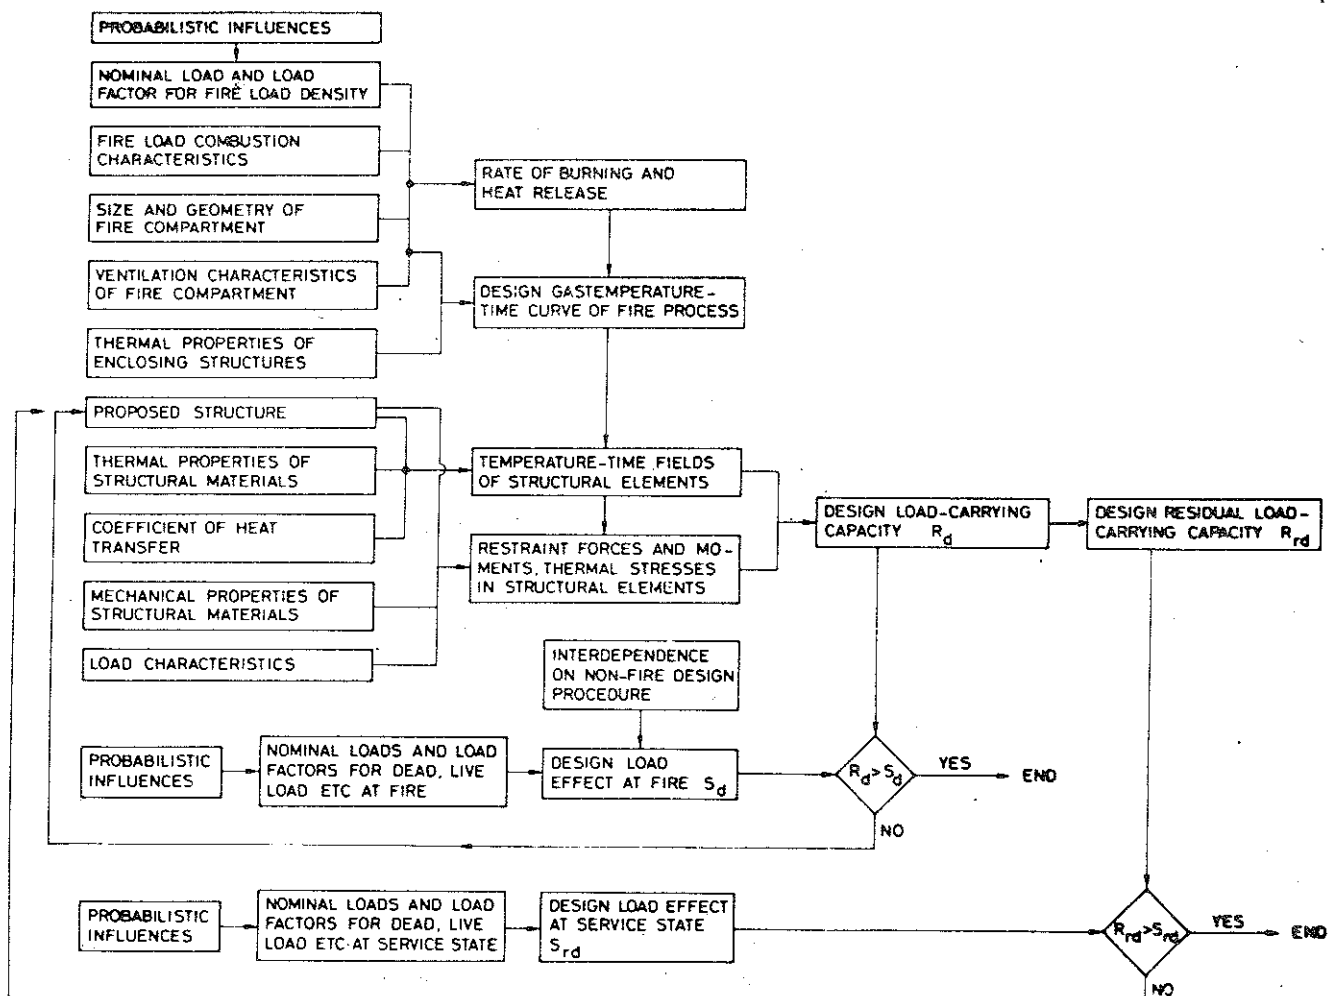 PROBABILISTIC INFLUENCES
NOMINAL LOAD AND LOAD
FACTOR FOR FIRE LOAD DENSITY
FIRE LOAD COMBUSTION
CHARACTERISTICS
RATE OF BURNING AND
HEAT RELEASE
SIZE AND GEOMETRY OF
FIRE COMPARTMENT
VENTILATION CHARACTERISTICS
OF FIRE COMPARTMENT
DESIGN GASTEMPERATURE-
TIME CURVE OF FIRE PROCESS
THERMAL PROPERTIES OF
ENCLOSING STRUCTURES
PROPOSED STRUCTURE
THERMAL PROPERTIES OF
STRUCTURAL MATERIALS
TEMPERATURE-TIME FIELDS
OF STRUCTURAL ELEMENTS
DESIGN LOAD-CARRYING
CAPACITY Rd
DESIGN RESIDUAL LOAD-
CARRYING CAPACITY Rrd
COEFFICIENT OF HEAT
TRANSFER
RESTRAINT FORCES AND MO-
MENTS, THERMAL STRESSES
IN STRUCTURAL ELEMENTS
MECHANICAL PROPERTIES OF
STRUCTURAL MATERIALS
LOAD CHARACTERISTICS
INTERDEPENDENCE
ON NON-FIRE DESIGN
PROCEDURE
PROBABILISTIC
INFLUENCES
NOMINAL LOADS AND LOAD
FACTORS FOR DEAD, LIVE
LOAD ETC AT FIRE
DESIGN LOAD
EFFECT AT FIRE Sd
Rd>Sd
YES
END
NO
PROBABILISTIC
INFLUENCES
NOMINAL LOADS AND LOAD
FACTORS FOR DEAD, LIVE
LOAD ETC AT SERVICE STATE
DESIGN LOAD EFFECT
AT SERVICE STATE
Srd
Rrd>Srd
YES
END
NO